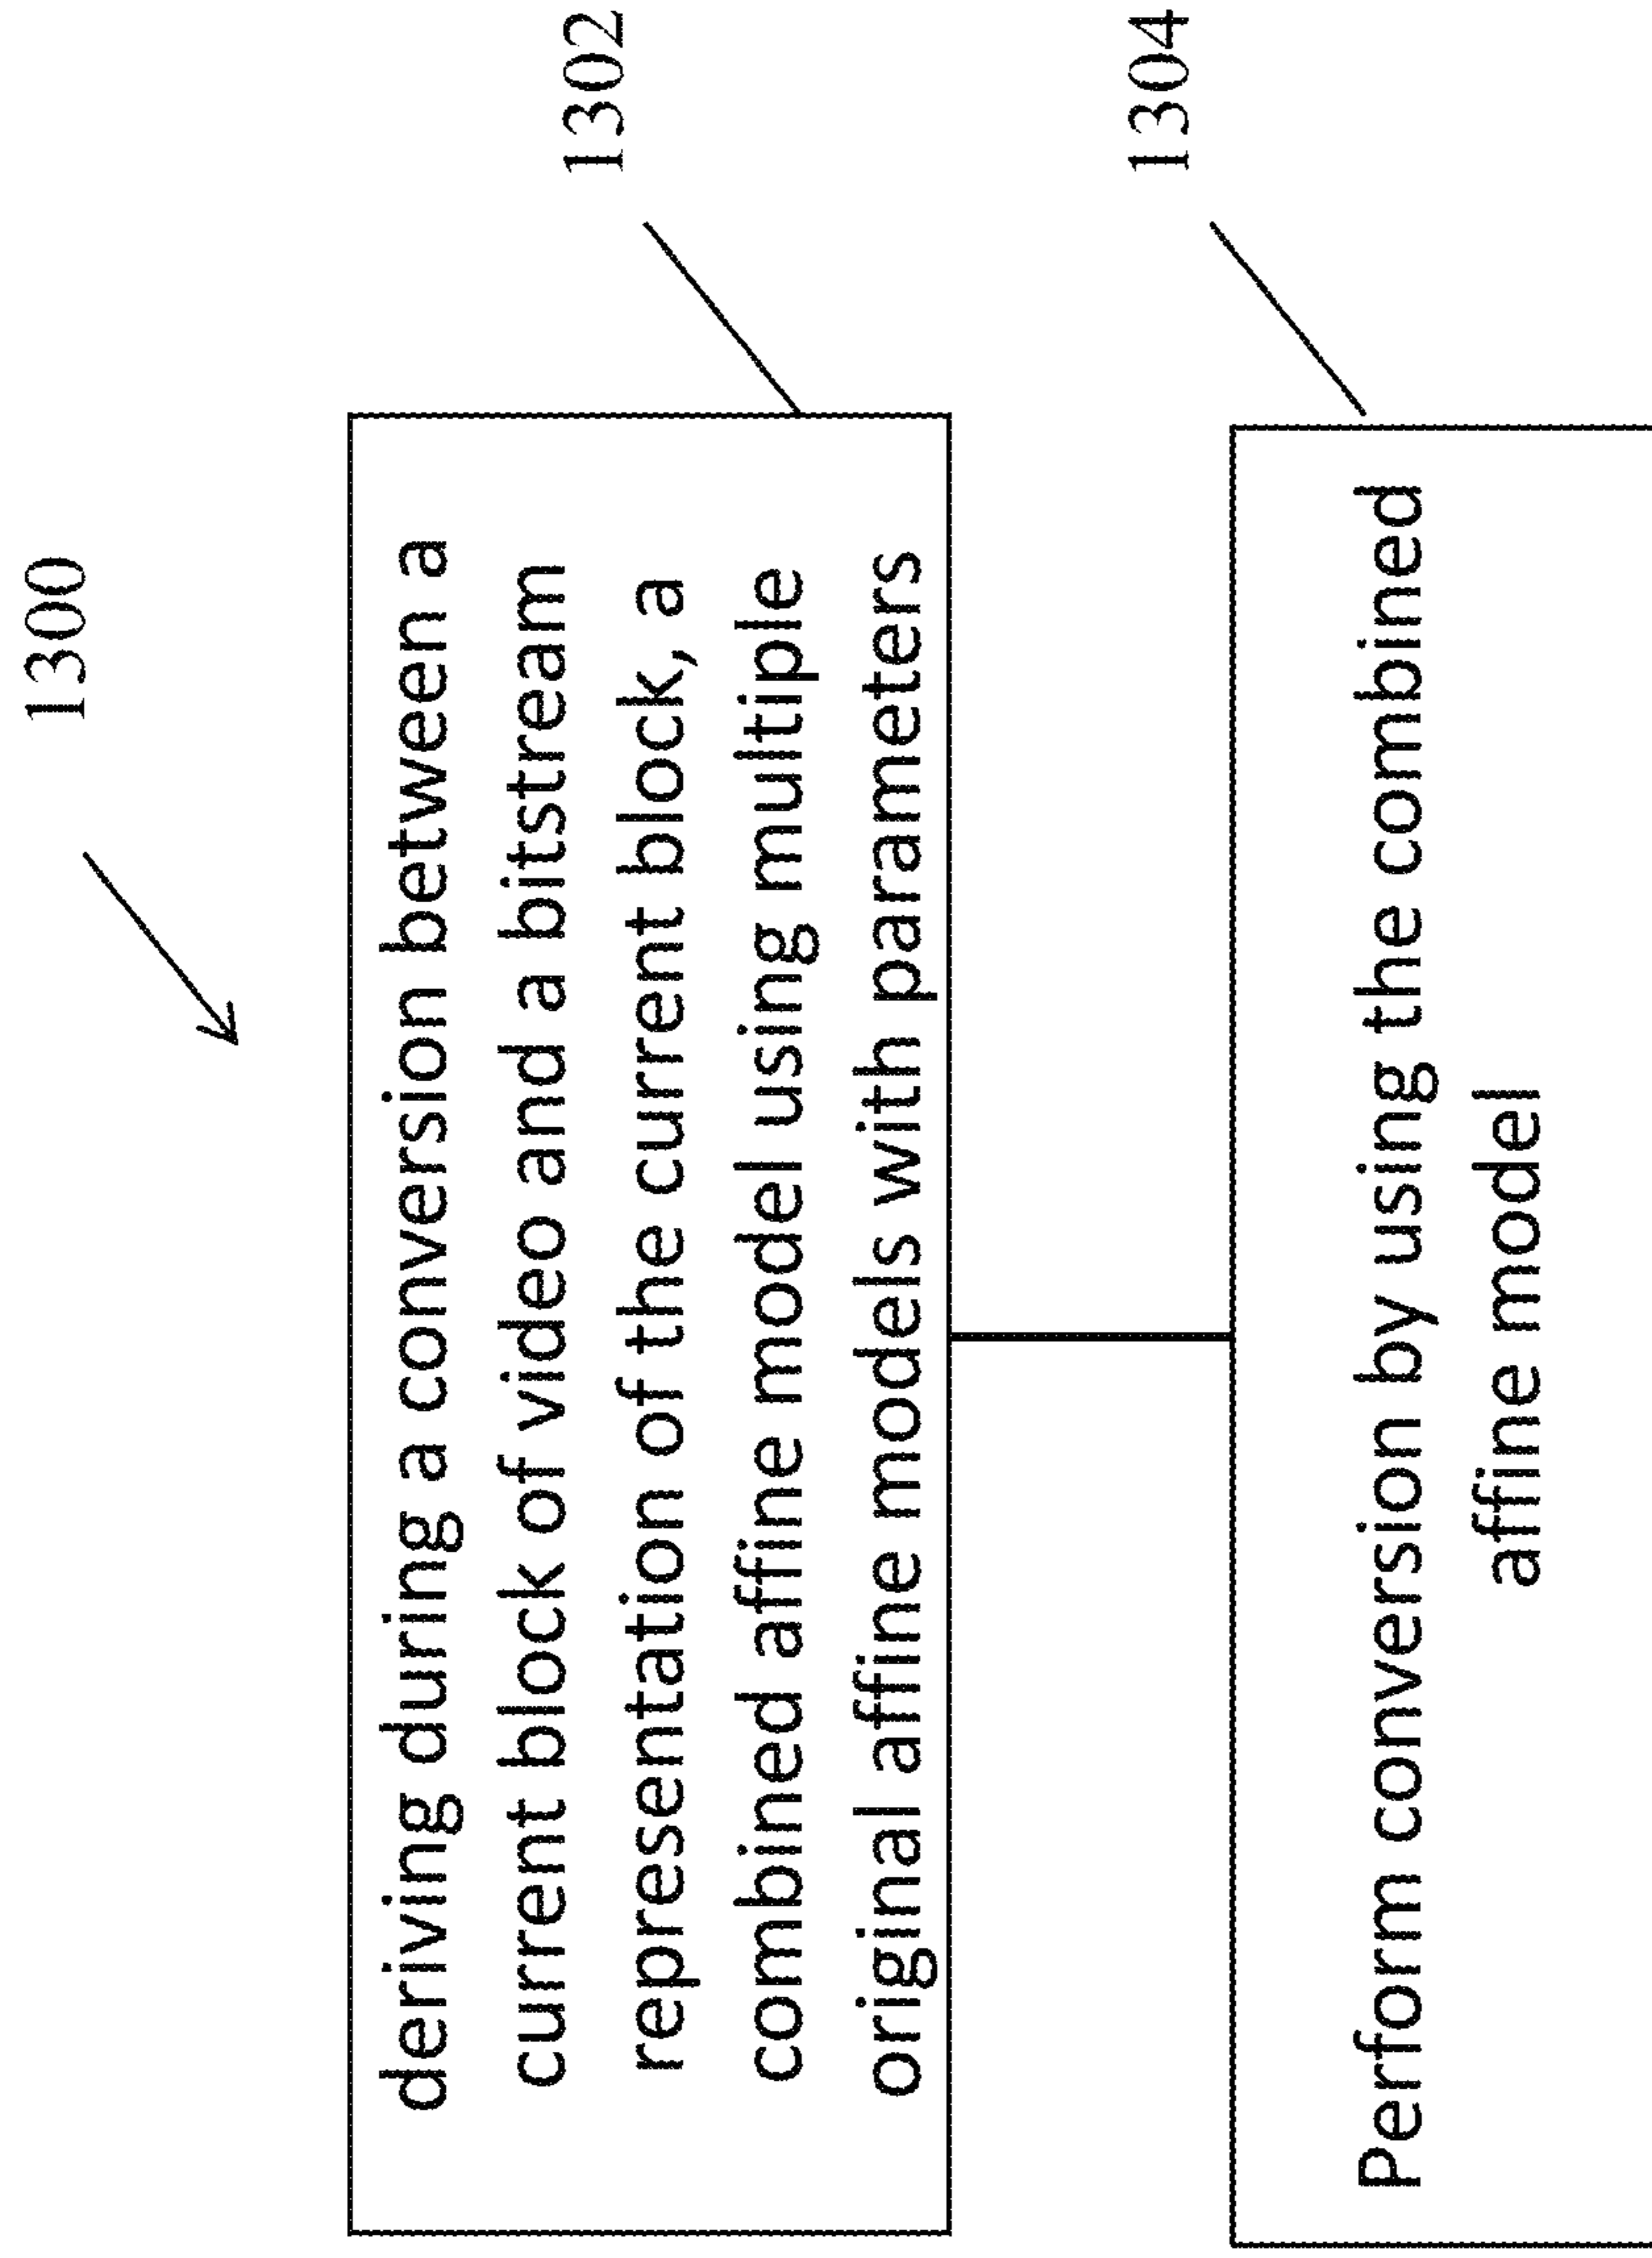 1300
deriving during a conversion between a
current block of video and a bitstream
representation of the current block, a
combined affine model using multiple
original affine models with parameters
1302
Perform conversion by using the combined
affine model
1304